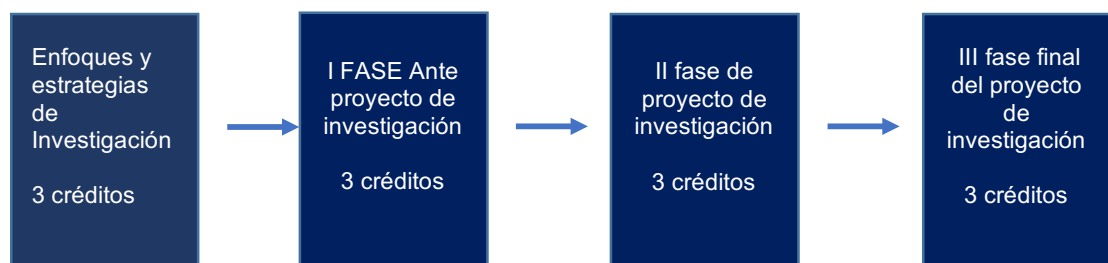 Enfoques y
estrategias
de
Investigación
3 créditos
I FASE Ante
proyecto de
investigación
3 créditos
II fase de
proyecto de
investigación
3 créditos
III fase final
del proyecto
de
investigación
3 créditos